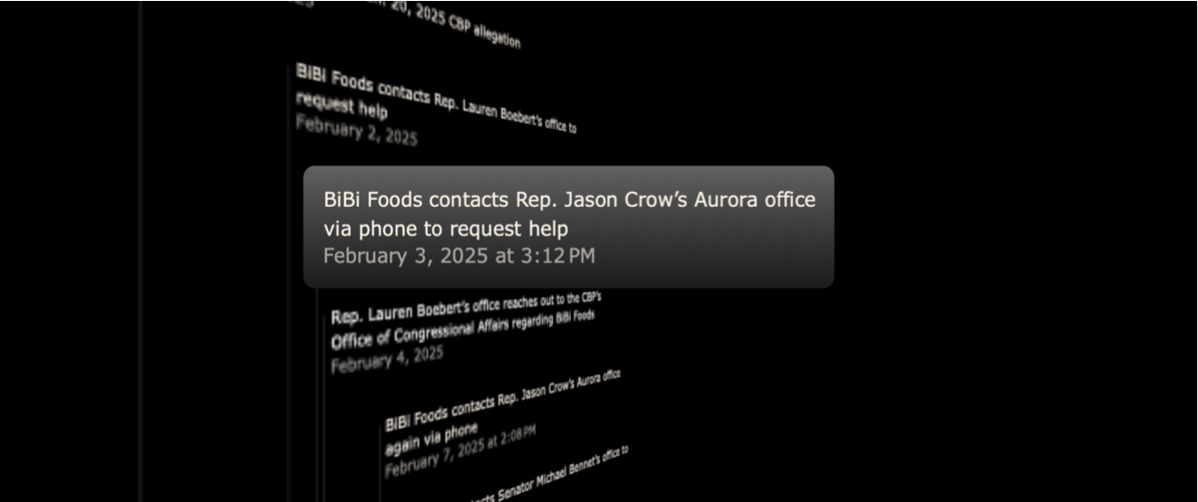 20, 2025 CBP allegation
BiBi Foods contacts Rep. Lauren Boebert's office to
request help
February 2, 2025
BiBi Foods contacts Rep. Jason Crow’s Aurora office
via phone to request help
February 3, 2025 at 3:12 PM
Rep. Lauren Boebert's office reaches out to the CBP's
Office of Congressional Affairs regarding BiBi Foods
February 4, 2025
BiBi Foods contacts Rep. Jason Crow's Aurora office
again via phone
February 7, 2025 at 2:08 PM
Senator Michael Bennet's office to